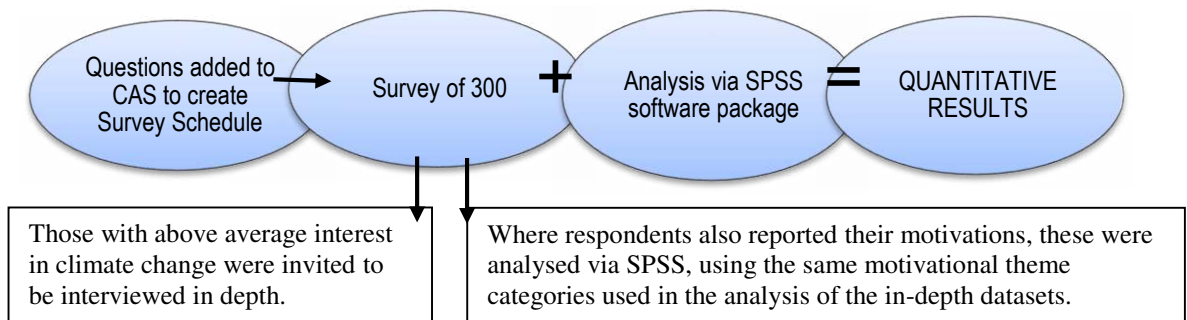 Questions added to
CAS to create
Survey Schedule
Survey of 300
+
Analysis via SPSS
software package
=
QUANTITATIVE
RESULTS
Those with above average interest
in climate change were invited to
be interviewed in depth.
Where respondents also reported their motivations, these were
analysed via SPSS, using the same motivational theme
categories used in the analysis of the in-depth datasets.